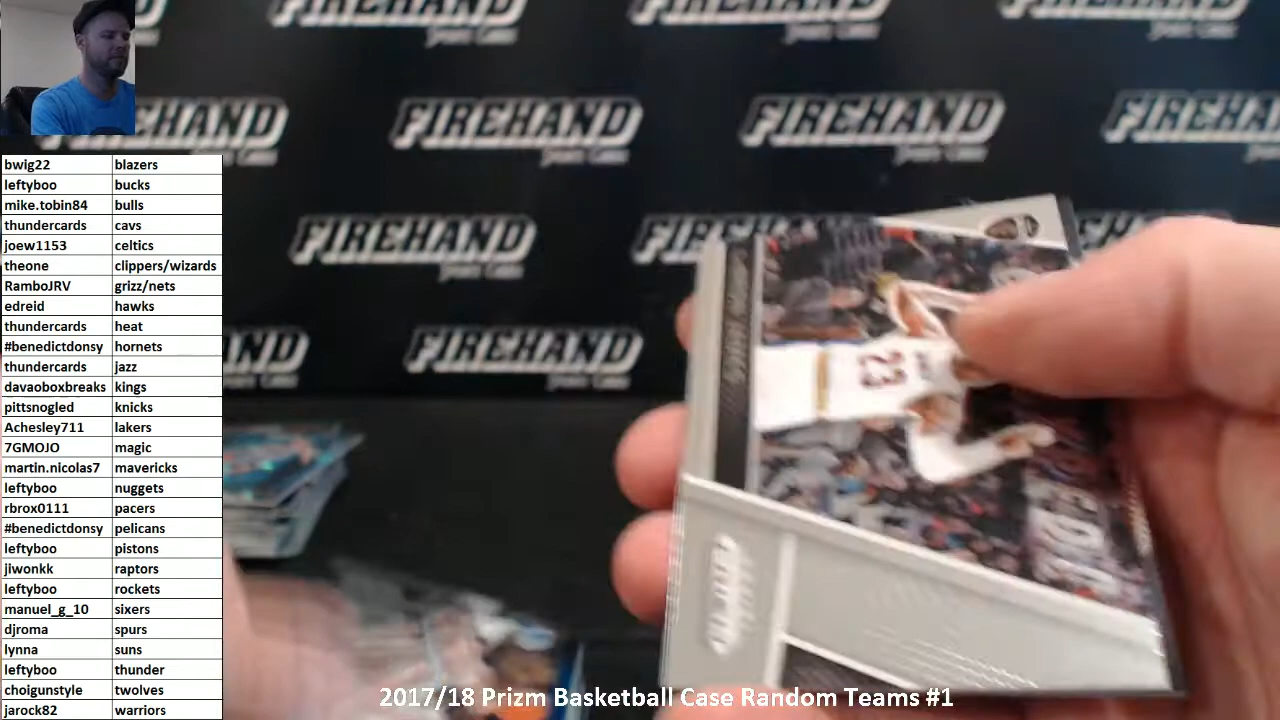 FIREHAND
FIREHAND
FIREHAND
FIREHAND
FIREHAND
FIREHAND
FIREHAND
bwig22 blazers
leftyboo bucks
mike.tobin84 bulls
thundercards cavs
joew1153 celtics
theone clippers/wizards
RamboJRV grizz/nets
edreid hawks
thundercards heat
#benedictdonsy hornets
thundercards jazz
davaoboxbreaks kings
pittsnogled knicks
Achesley711 lakers
7GMOJO magic
martin.nicolas7 mavericks
leftyboo nuggets
rbrox0111 pacers
#benedictdonsy pelicans
leftyboo pistons
jiwonkk raptors
leftyboo rockets
manuel_g_10 sixers
djroma spurs
lynna suns
leftyboo thunder
choigunstyle twolves
jarock82 warriors
23
2017/18 Prizm Basketball Case Random Teams #1